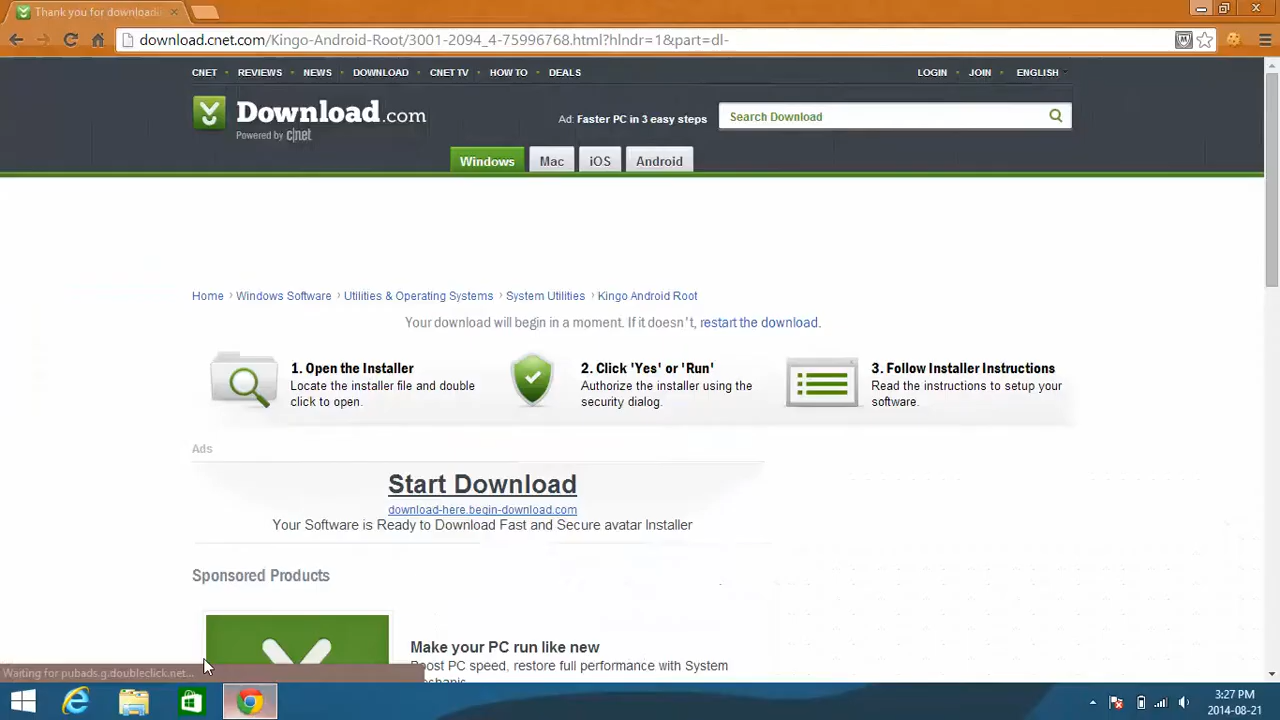 Thank you for downloadi
download.cnet.com/Kingo-Android-Root/3001-2094_4-75996768.html?hlndr=1&part=dl-
CNET REVIEWS NEWS DOWNLOAD CNET TV HOW TO DEALS LOGIN JOIN ENGLISH
Download.com
Powered by c|net
Ad: Faster PC in 3 easy steps
Search Download
Windows Mac iOS Android
Home › Windows Software › Utilities & Operating Systems › System Utilities › Kingo Android Root
Your download will begin in a moment. If it doesn't, restart the download.
1. Open the Installer
Locate the installer file and double
click to open.
2. Click 'Yes' or 'Run'
Authorize the installer using the
security dialog.
3. Follow Installer Instructions
Read the instructions to setup your
software.
Ads
Start Download
download-here.begin-download.com
Your Software is Ready to Download Fast and Secure avatar Installer
Sponsored Products
Make your PC run like new
Boost PC speed, restore full performance with System
Mechanic.
Waiting for pubads.g.doubleclick.net...
3:27 PM
2014-08-21